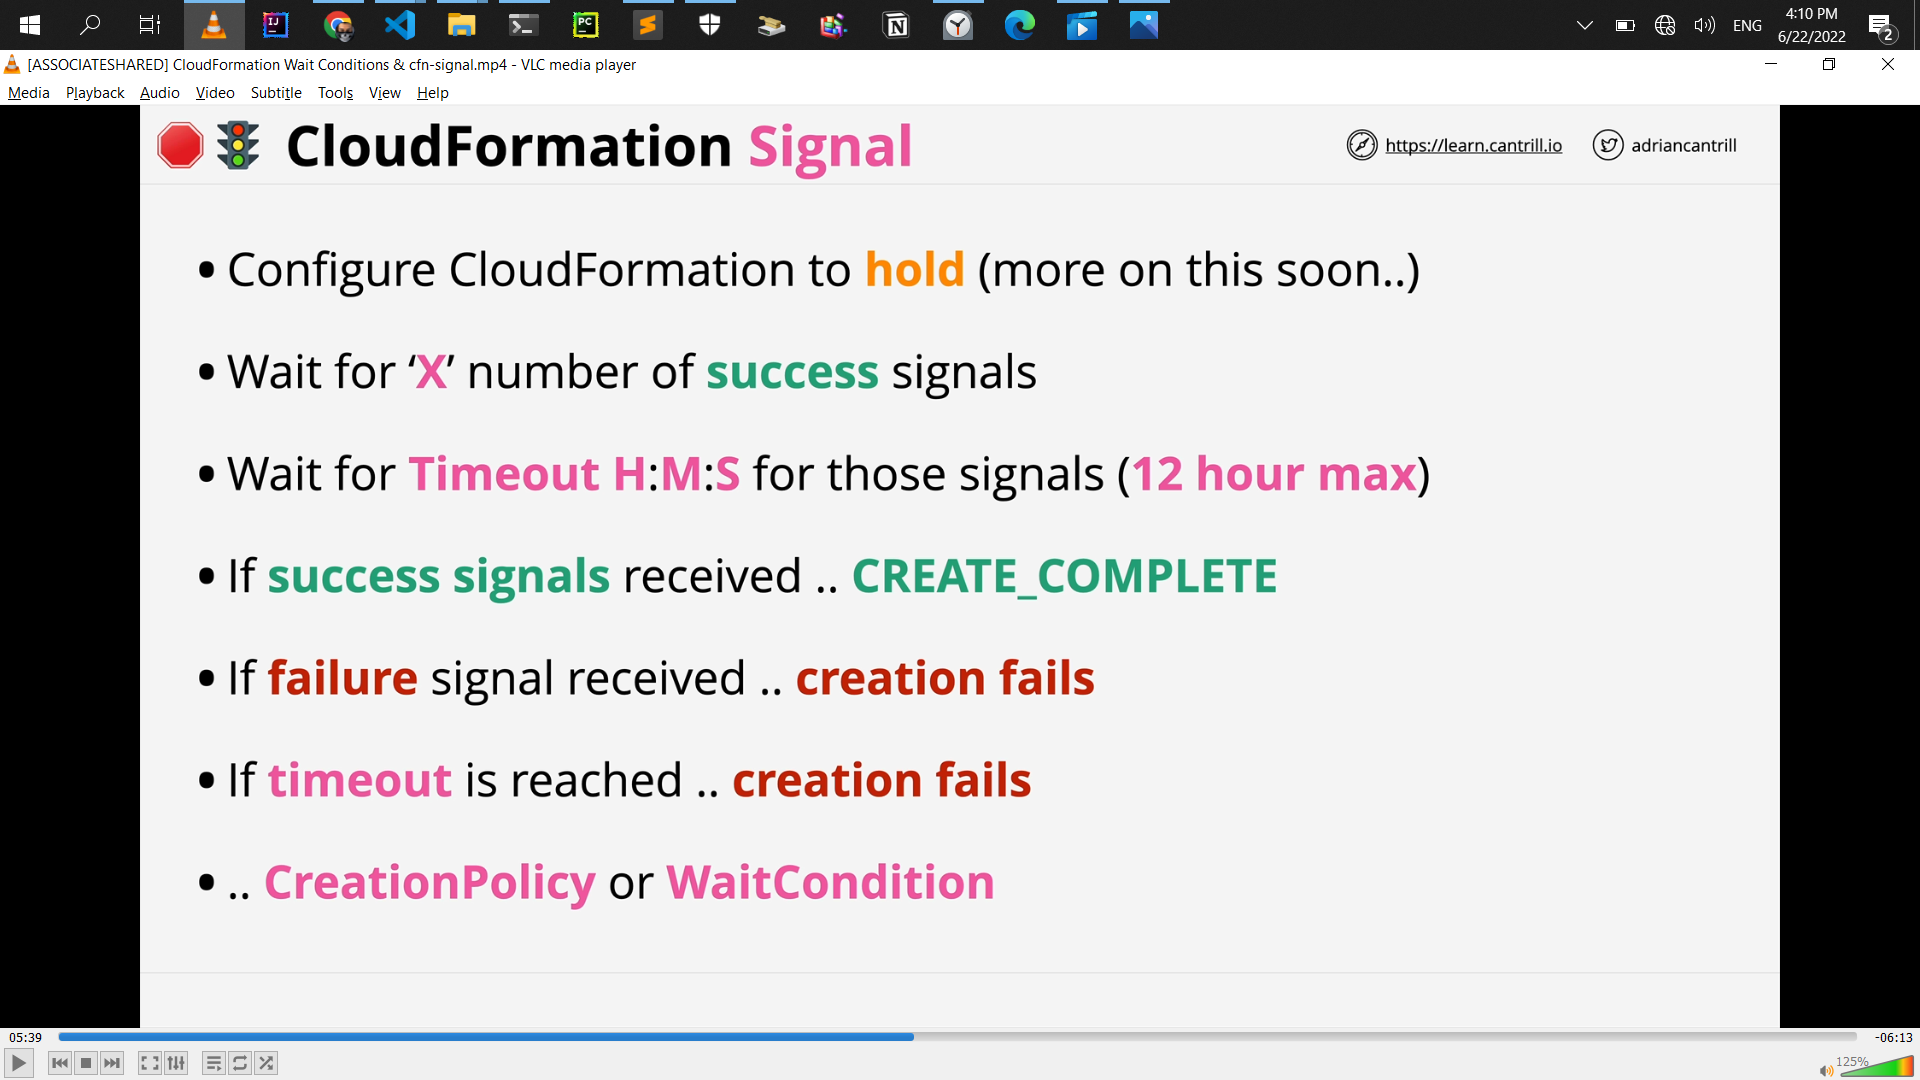 ENG
4:10 PM
6/22/2022
2
IJ
PC
[ASSOCIATESHARED] CloudFormation Wait Conditions & cfn-signal.mp4 - VLC media player
Media Playback Audio Video Subtitle Tools View Help
CloudFormation Signal
https://learn.cantrill.io
adriancantrill
• Configure CloudFormation to hold (more on this soon..)
• Wait for ‘X’ number of success signals
• Wait for Timeout H:M:S for those signals (12 hour max)
• If success signals received .. CREATE_COMPLETE
• If failure signal received .. creation fails
• If timeout is reached .. creation fails
• .. CreationPolicy or WaitCondition
05:39
-06:13
125%